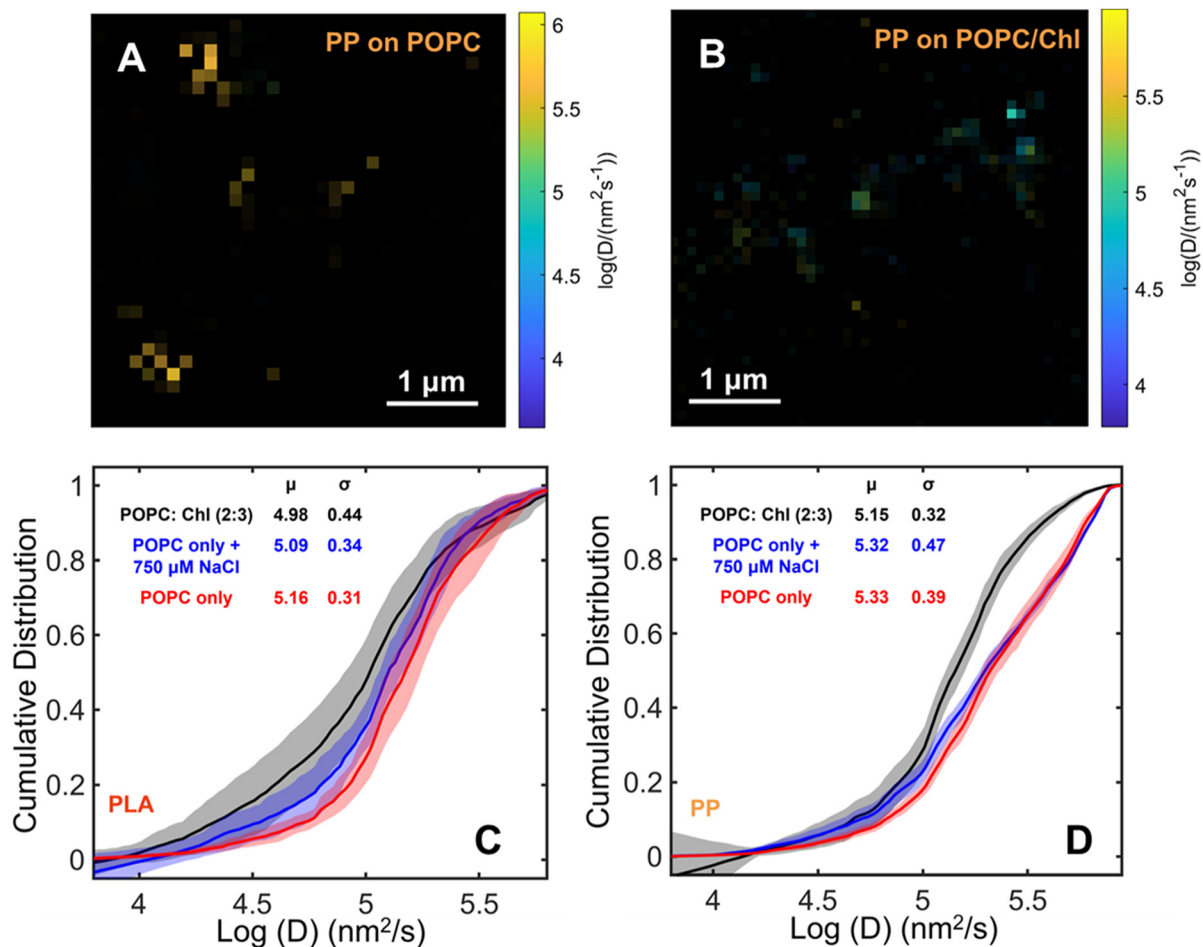 A
PP on POPC
1 µm
6
5.5
5
4.5
4
log(D/(nm²s⁻¹))
B
PP on POPC/Chl
1 µm
5.5
5
4.5
4
log(D/(nm²s⁻¹))
µ σ
POPC: Chl (2:3) 4.98 0.44
POPC only + 5.09 0.34
750 µM NaCl
POPC only 5.16 0.31
PLA
C
1
0.8
0.6
0.4
0.2
0
Cumulative Distribution
4 4.5 5 5.5
Log (D) (nm²/s)
µ σ
POPC: Chl (2:3) 5.15 0.32
POPC only + 5.32 0.47
750 µM NaCl
POPC only 5.33 0.39
PP
D
1
0.8
0.6
0.4
0.2
0
Cumulative Distribution
4 4.5 5 5.5
Log (D) (nm²/s)